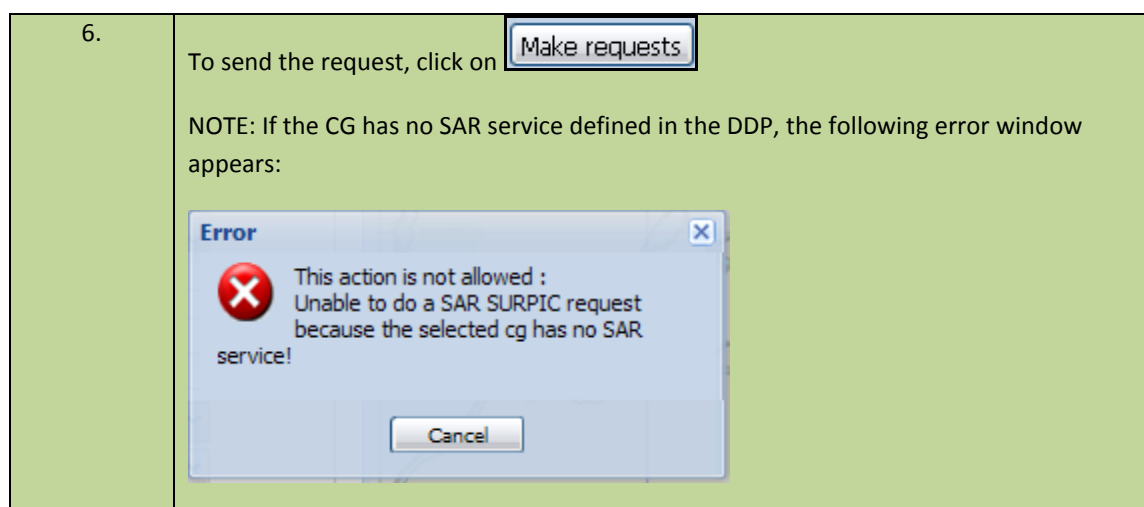 6.
To send the request, click on Make requests
NOTE: If the CG has no SAR service defined in the DDP, the following error window
appears:
Error
This action is not allowed :
Unable to do a SAR SURPIC request
because the selected cg has no SAR
service!
Cancel